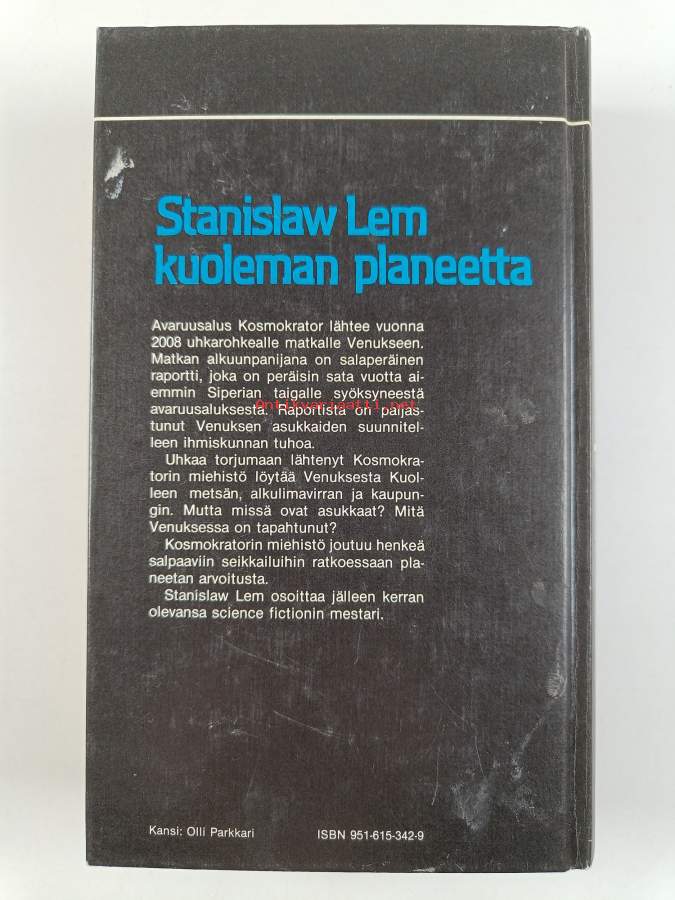 Stanislaw Lem
kuoleman planeetta
Avaruusalus Kosmokrator lähtee vuonna
2008 uhkarohkealle matkalle Venukseen.
Matkan alkuunpanijana on salaperäinen
raportti, joka on peräisin sata vuotta ai-
emmin Siperian taigalle syöksyneestä
avaruusaluksesta. Raportista on paljas-
Antikvariaatti.net
tunut Venuksen asukkaiden suunnitel-
leen ihmiskunnan tuhoa.
Uhkaa torjumaan lähtenyt Kosmokra-
torin miehistö löytää Venuksesta Kuol-
leen metsän, alkulimavirran ja kaupun-
gin. Mutta missä ovat asukkaat? Mitä
Venuksessa on tapahtunut?
Kosmokratorin miehistö joutuu henkeä
salpaaviin seikkailuihin ratkoessaan pla-
neetan arvoitusta.
Stanislaw Lem osoittaa jälleen kerran
olevansa science fictionin mestari.
Kansi: Olli Parkkari
ISBN 951-615-342-9